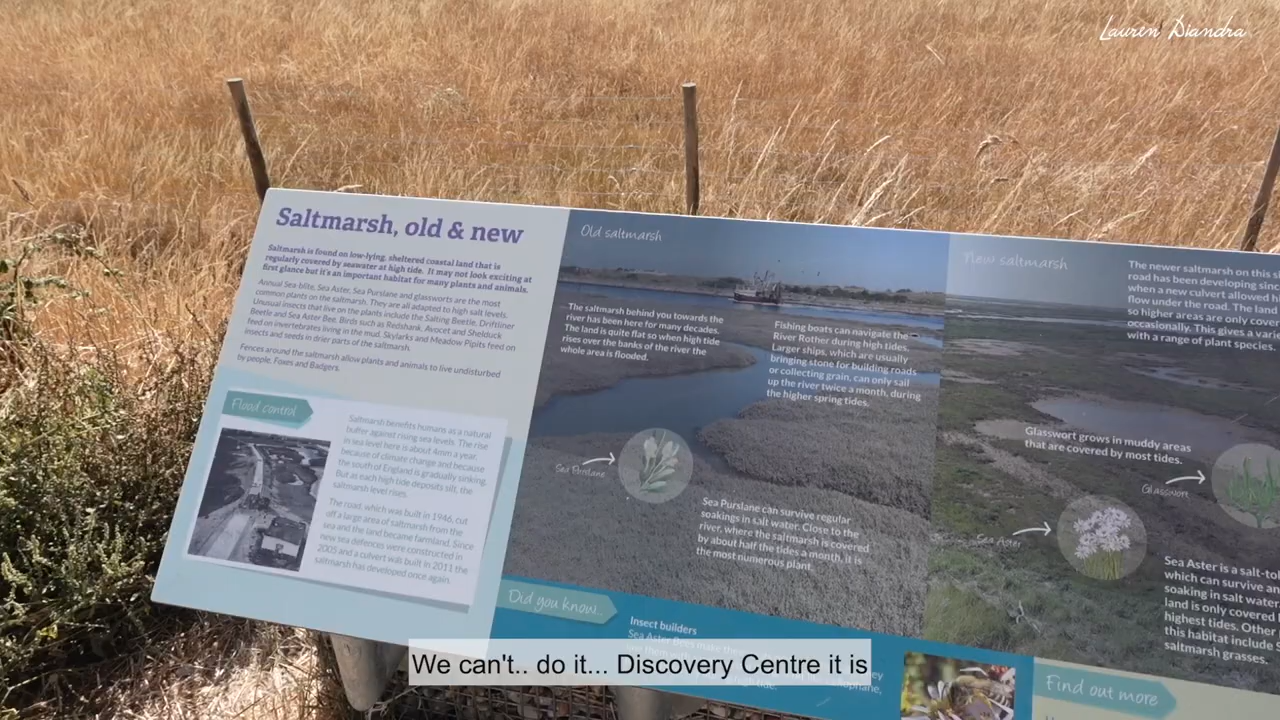 Lauren Diandra
Saltmarsh, old & new
Saltmarsh is found on low-lying, sheltered coastal land that is
regularly covered by seawater at high tide. It may not look exciting at
first glance but it's an important habitat for many plants and animals.
Annual Sea blite, Sea Aster, Sea Purslane and glassworts are the most
common plants on the saltmarsh. They are all adapted to high salt levels.
Unusual insects that live on the plants include the Salting Beetle, Driftliner
Beetle and Sea Aster Bee. Birds such as Redshank, Avocet and Shelduck
feed on invertebrates living in the mud. Skylarks and Meadow Pipits feed on
insects and seeds in drier parts of the saltmarsh.
Fences around the saltmarsh allow plants and animals to live undisturbed
by people, Foxes and Badgers.
Flood control
Saltmarsh benefits humans as a natural
buffer against rising sea levels. The rise
in sea level here is about 4mm a year,
because of climate change and because
the south of England is gradually sinking.
But as each high tide deposits silt, the
saltmarsh level rises.
The road, which was built in 1946, cut
off a large area of saltmarsh from the
sea and the land became farmland. Since
new sea defences were constructed in
2005 and a culvert was built in 2011 the
saltmarsh has developed once again.
Old saltmarsh
The saltmarsh behind you towards the
river has been here for many decades.
The land is quite flat so when high tide
rises over the banks of the river the
whole area is flooded.
Fishing boats can navigate the
River Rother during high tides.
Larger ships, which are usually
bringing stone for building roads
or collecting grain, can only sail
up the river twice a month, during
the higher spring tides.
Sea Purslane
Sea Purslane can survive regular
soakings in salt water. Close to the
river, where the saltmarsh is covered
by about half the tides a month, it is
the most numerous plant.
New saltmarsh
The newer saltmarsh on this
road has been developing sinc
when a new culvert allowed
flow under the road. The land
so higher areas are only cover
occasionally. This gives a vari
with a range of plant species.
Glasswort grows in muddy areas
that are covered by most tides.
Glasswort
Sea Aster
Sea Aster is a salt-tol
which can survive an
soaking in salt water
land is only covered
highest tides. Other
this habitat include
saltmarsh grasses.
Did you know...
Insect builders
Sea Aster Bees make the
Find out more
We can't.. do it... Discovery Centre it is